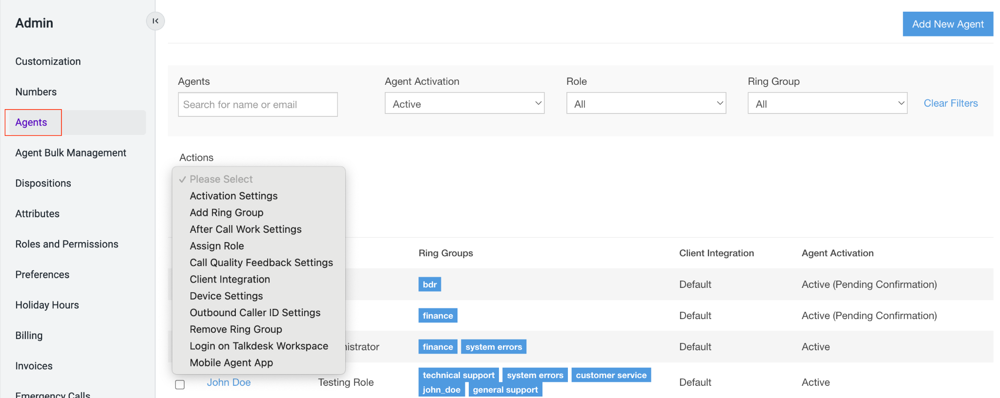 Admin
Customization
Numbers
Agents
Agent Bulk Management
Dispositions
Attributes
Roles and Permissions
Preferences
Holiday Hours
Billing
Invoices
Emergency Calls
Add New Agent
Agents
Search for name or email
Agent Activation
Active
Role
All
Ring Group
All
Clear Filters
Actions
✓ Please Select
Activation Settings
Add Ring Group
After Call Work Settings
Assign Role
Call Quality Feedback Settings
Client Integration
Device Settings
Outbound Caller ID Settings
Remove Ring Group
Login on Talkdesk Workspace
Mobile Agent App
Ring Groups Client Integration Agent Activation
bdr Default Active (Pending Confirmation)
finance Default Active (Pending Confirmation)
nistrator finance system errors Default Active
John Doe Testing Role technical support system errors customer service Default Active
john_doe general support